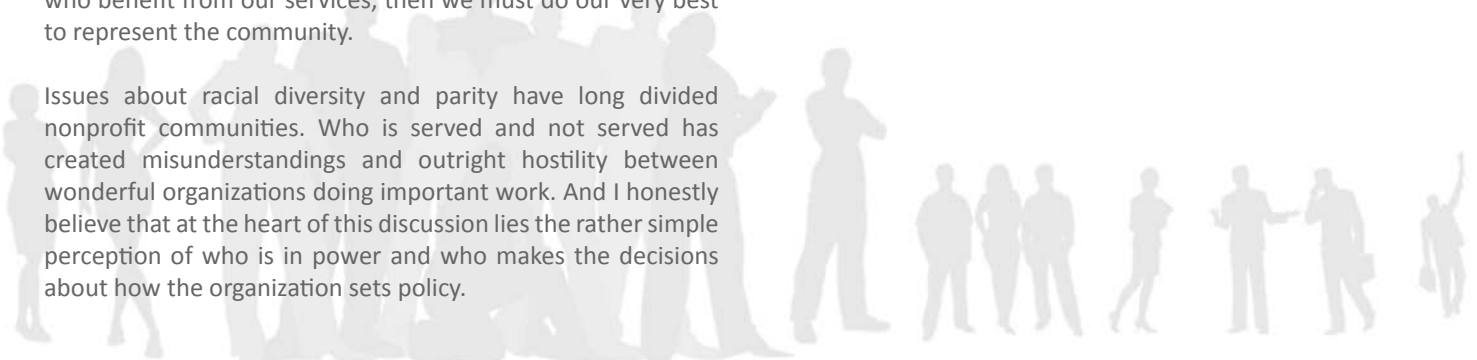 who benefit from our services, then we must do our very best
to represent the community.
Issues about racial diversity and parity have long divided
nonprofit communities. Who is served and not served has
created misunderstandings and outright hostility between
wonderful organizations doing important work. And I honestly
believe that at the heart of this discussion lies the rather simple
perception of who is in power and who makes the decisions
about how the organization sets policy.